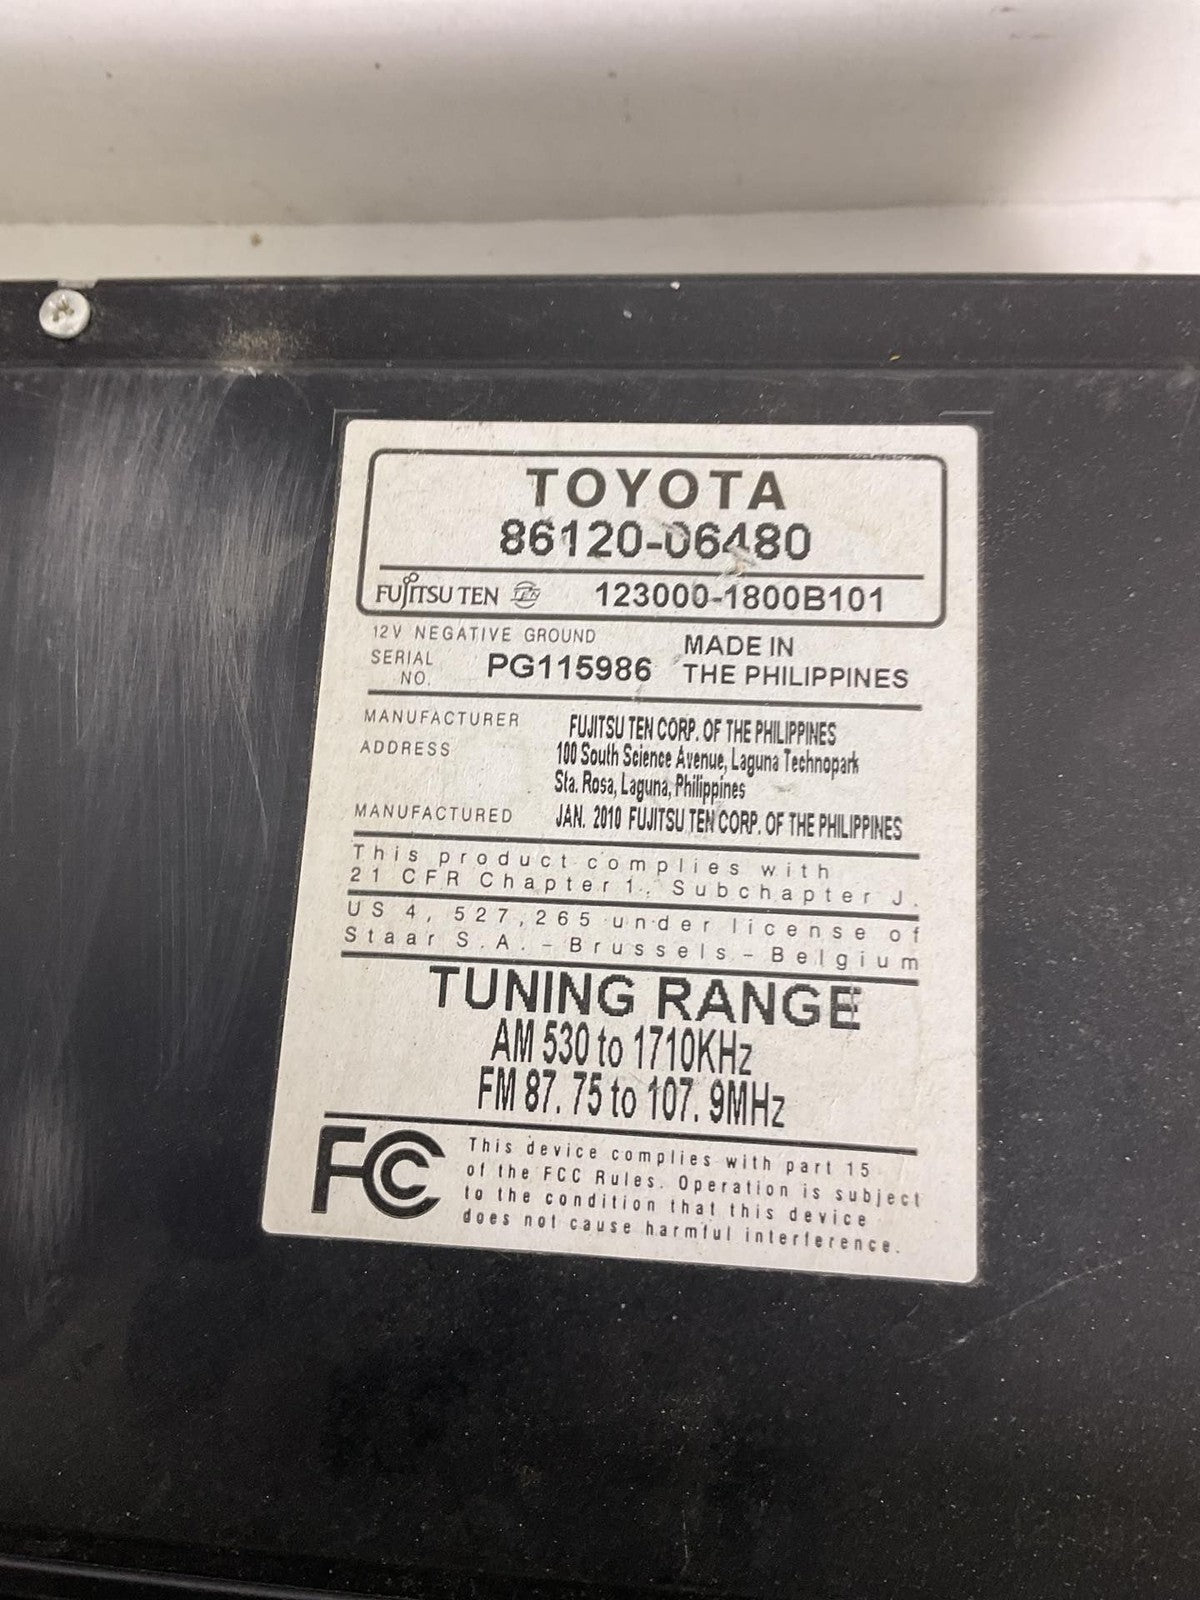 TOYOTA
86120-06480
FUJITSU TEN TEN 123000-1800B101
12V NEGATIVE GROUND
SERIAL NO. PG115986
MADE IN
THE PHILIPPINES
MANUFACTURER FUJITSU TEN CORP. OF THE PHILIPPINES
ADDRESS 100 South Science Avenue, Laguna Technopark
Sta. Rosa, Laguna, Philippines
MANUFACTURED JAN. 2010 FUJITSU TEN CORP. OF THE PHILIPPINES
This product complies with
21 CFR Chapter 1., Subchapter J.
US 4, 527,265 under license of
Staar S.A. - Brussels - Belgium
TUNING RANGE
AM 530 to 1710KHz
FM 87. 75 to 107. 9MHz
FC This device complies with part 15
of the FCC Rules. Operation is subject
to the condition that this device
does not cause harmful interference.